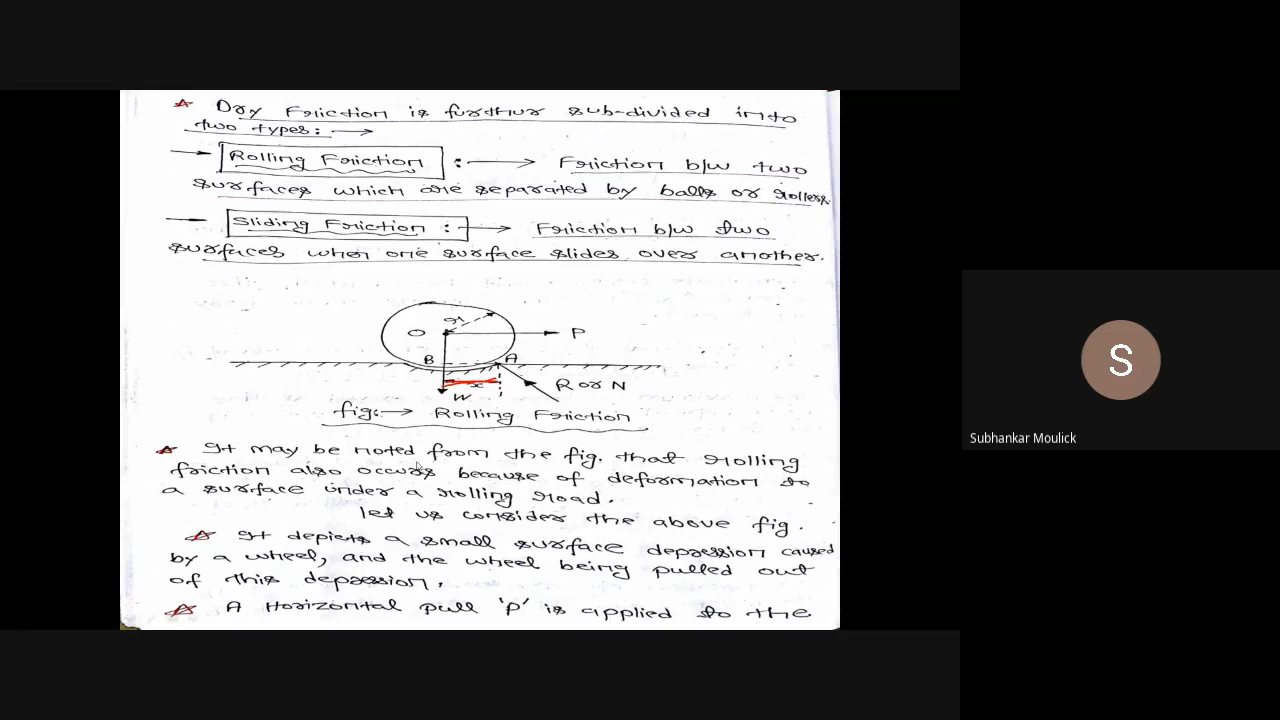 ☆ Dry Friction is furthur sub-divided into
two types: →
→ Rolling Friction : → Friction b/w two
surfaces which are separated by balls or rollers.
→ Sliding Friction : → Friction b/w two
surfaces when one surface slides over another.
r
O P
B A
x R or N
W
fig: → Rolling Friction
☆ It may be noted from the fig. that rolling
friction also occurs because of deformation to
a surface under a rolling road.
let us consider the above fig.
☆ It depicts a small surface depression caused
by a wheel, and the wheel being pulled out
of this depression.
☆ A Horizontal pull 'p' is applied to the
S
Subhankar Moulick